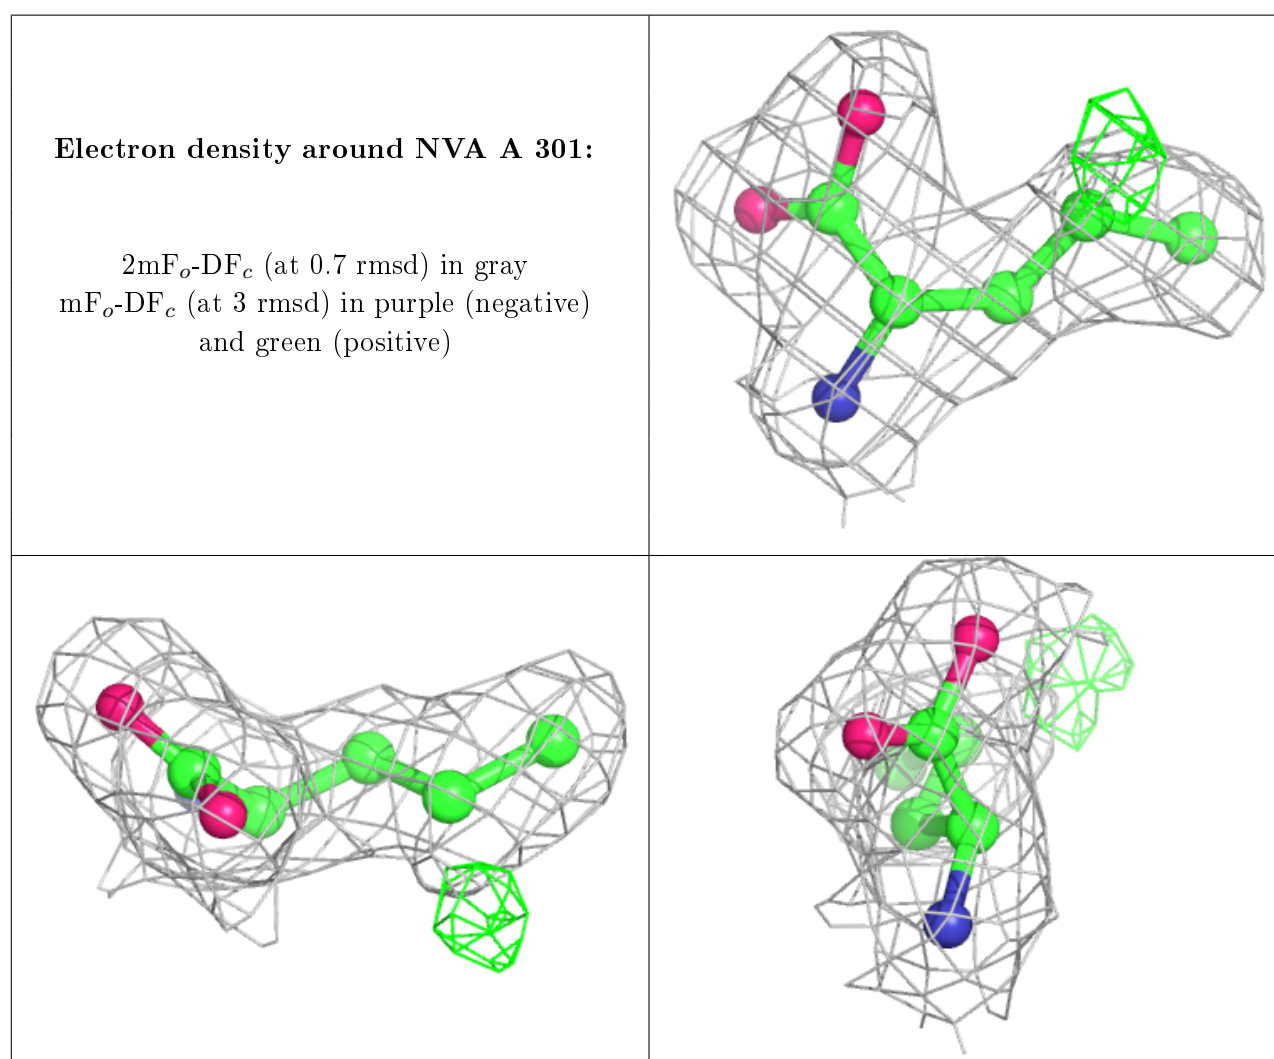 Electron density around NVA A 301:
2mFₒ-DF𝒸 (at 0.7 rmsd) in gray
mFₒ-DF𝒸 (at 3 rmsd) in purple (negative)
and green (positive)